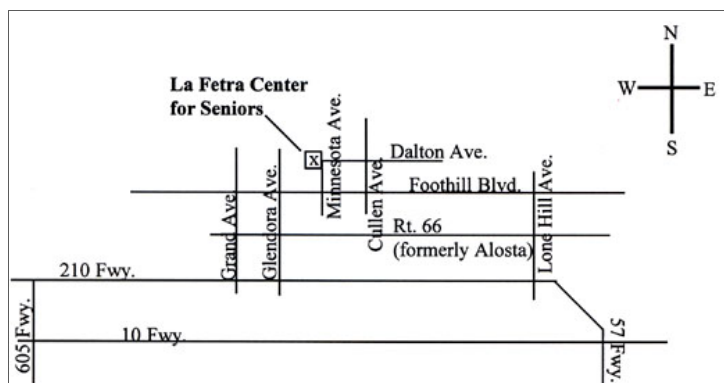 N
W E
S
La Fetra Center
for Seniors
x
Minnesota Ave.
Dalton Ave.
Cullen Ave.
Foothill Blvd.
Grand Ave.
Glendora Ave.
Rt. 66
(formerly Alosta)
Lone Hill Ave.
210 Fwy.
605 Fwy.
10 Fwy.
57 Fwy.